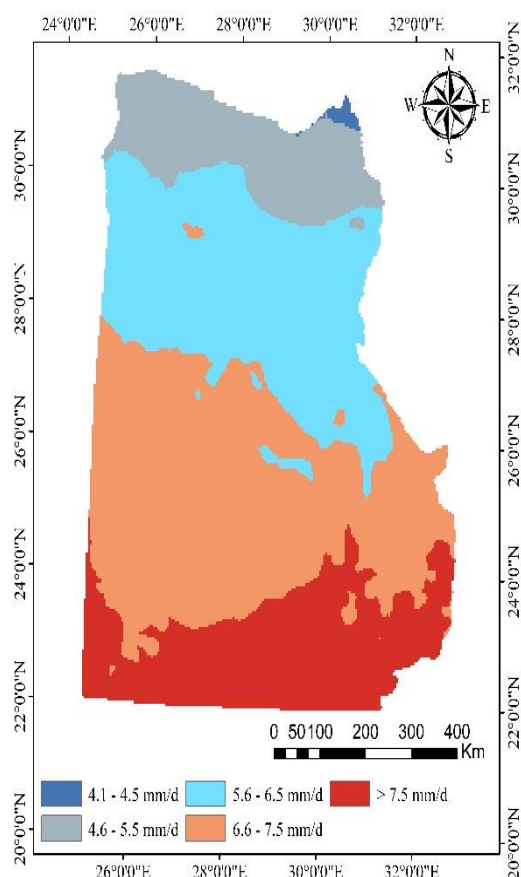 24°0'0"E 26°0'0"E 28°0'0"E 30°0'0"E 32°0'0"E
N
W E
S
32°0'0"N
30°0'0"N 30°0'0"N
28°0'0"N 28°0'0"N
26°0'0"N 26°0'0"N
24°0'0"N 24°0'0"N
22°0'0"N 22°0'0"N
20°0'0"N 20°0'0"N
0 50 100 200 300 400
Km
4.1 - 4.5 mm/d 5.6 - 6.5 mm/d > 7.5 mm/d
4.6 - 5.5 mm/d 6.6 - 7.5 mm/d
26°0'0"E 28°0'0"E 30°0'0"E 32°0'0"E